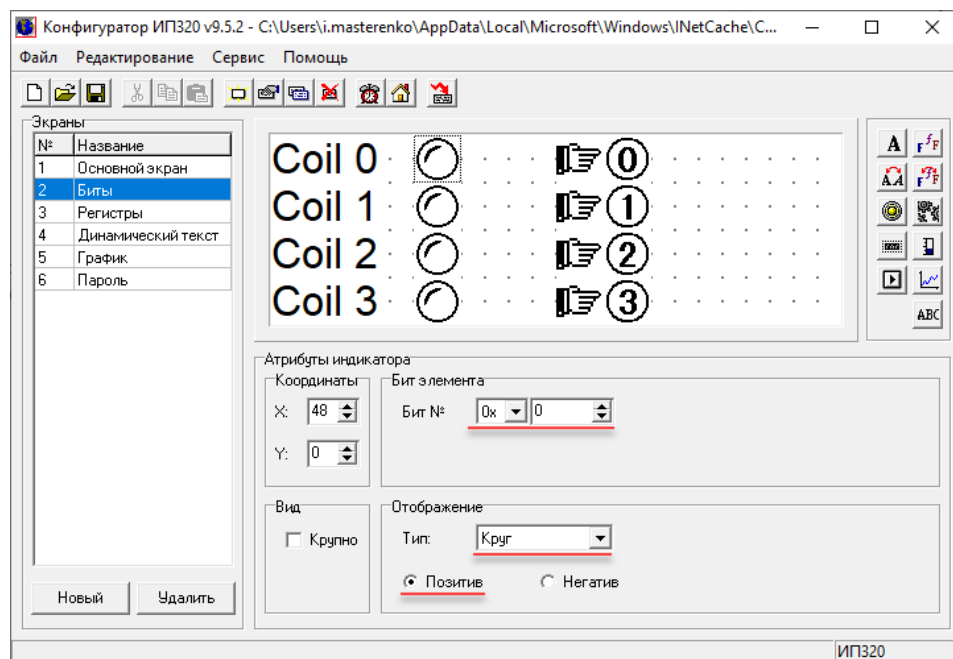 Конфигуратор ИП320 v9.5.2 - C:\Users\i.masterenko\AppData\Local\Microsoft\Windows\INetCache\C...
Файл Редактирование Сервис Помощь
Экраны
№ Название
1 Основной экран
2 Биты
3 Регистры
4 Динамический текст
5 График
6 Пароль
Новый Удалить
Coil 0 0
Coil 1 1
Coil 2 2
Coil 3 3
A F f F
A A F F
ABC
Атрибуты индикатора
Координаты
X: 48
Y: 0
Бит элемента
Бит № 0x 0
Вид
Крупно
Отображение
Тип: Круг
Позитив Негатив
ИП320